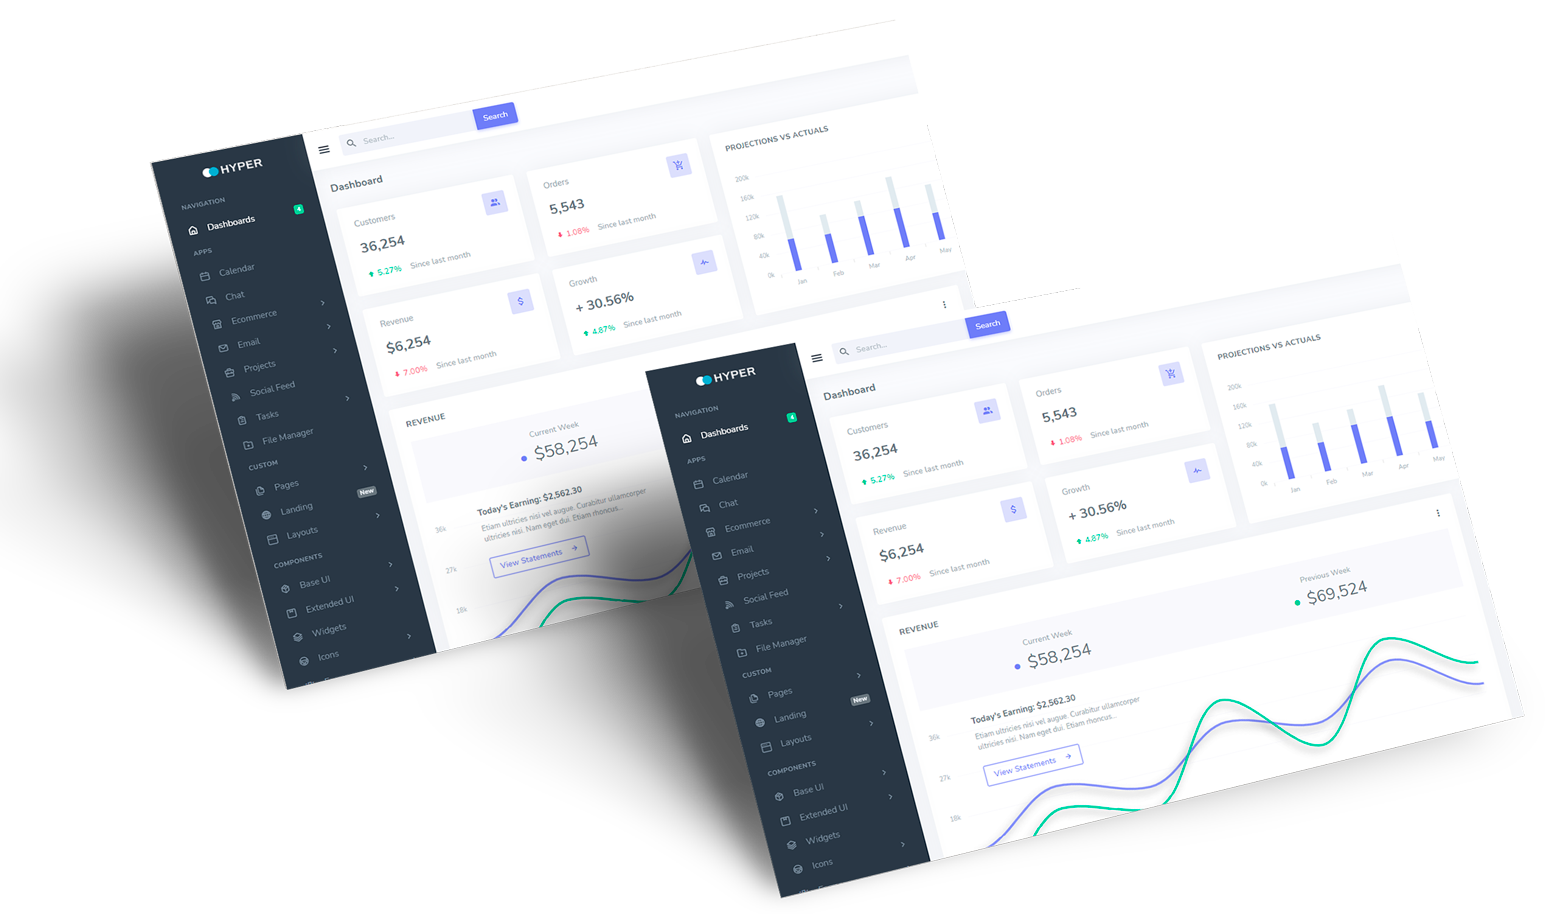 HYPER
Search...
Search
NAVIGATION
Dashboards
4
APPS
Calendar
Chat
Ecommerce
Email
Projects
Social Feed
Tasks
File Manager
CUSTOM
Pages
Landing
New
Layouts
COMPONENTS
Base UI
Extended UI
Widgets
Icons
Dashboard
Customers
36,254
5.27% Since last month
Orders
5,543
1.08% Since last month
Revenue
$
$6,254
7.00% Since last month
Growth
+ 30.56%
4.87% Since last month
PROJECTIONS VS ACTUALS
200k
160k
120k
80k
40k
0k
Jan Feb Mar Apr May
REVENUE
Current Week
$58,254
Today's Earning: $2,562.30
Etiam ultricies nisi vel augue. Curabitur ullamcorper
ultricies nisi. Nam eget dui. Etiam rhoncus...
View Statements
36k
27k
18k
HYPER
Search...
Search
NAVIGATION
Dashboards
4
APPS
Calendar
Chat
Ecommerce
Email
Projects
Social Feed
Tasks
File Manager
CUSTOM
Pages
Landing
New
Layouts
COMPONENTS
Base UI
Extended UI
Widgets
Icons
Dashboard
Customers
36,254
5.27% Since last month
Orders
5,543
1.08% Since last month
Revenue
$
$6,254
7.00% Since last month
Growth
+ 30.56%
4.87% Since last month
PROJECTIONS VS ACTUALS
200k
160k
120k
80k
40k
0k
Jan Feb Mar Apr May
REVENUE
Current Week
$58,254
Previous Week
$69,524
Today's Earning: $2,562.30
Etiam ultricies nisi vel augue. Curabitur ullamcorper
ultricies nisi. Nam eget dui. Etiam rhoncus...
View Statements
36k
27k
18k